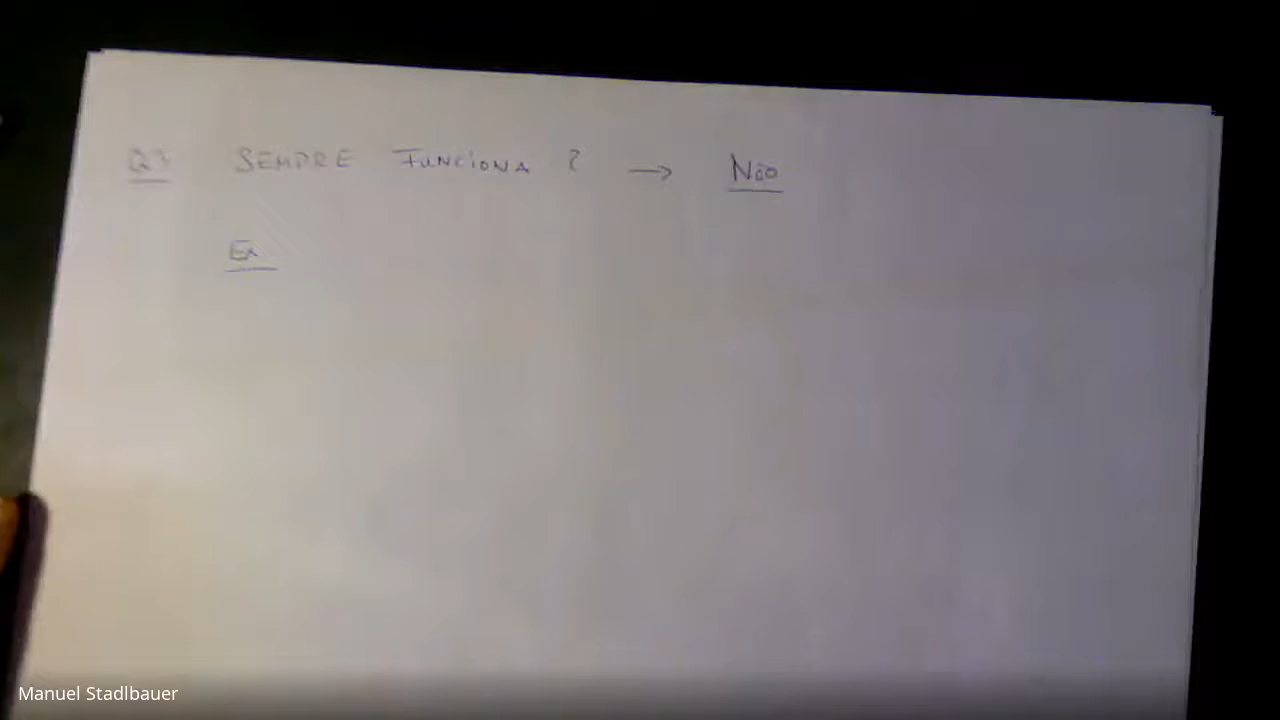 Q3 SEMPRE FUNCIONA ? → Não
Ex
Manuel Stadlbauer